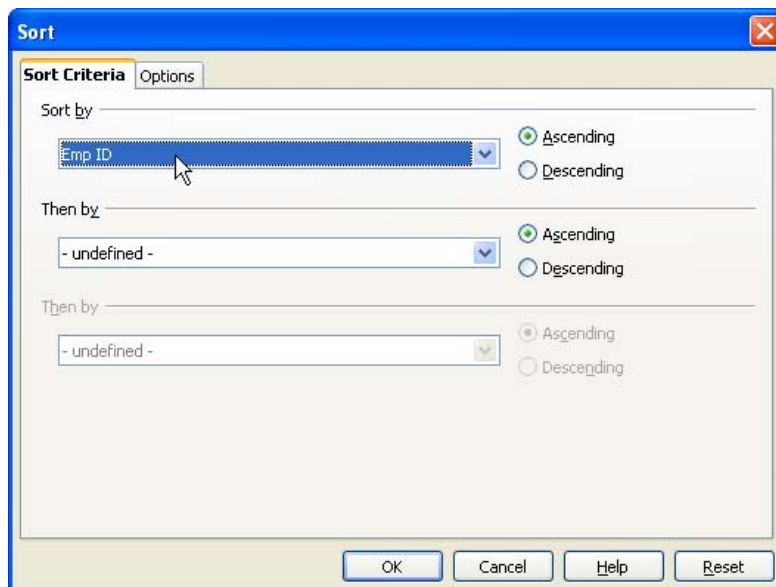 Sort
Sort Criteria Options
Sort by
Emp ID
Ascending
Descending
Then by
- undefined -
Ascending
Descending
Then by
- undefined -
Ascending
Descending
OK Cancel Help Reset